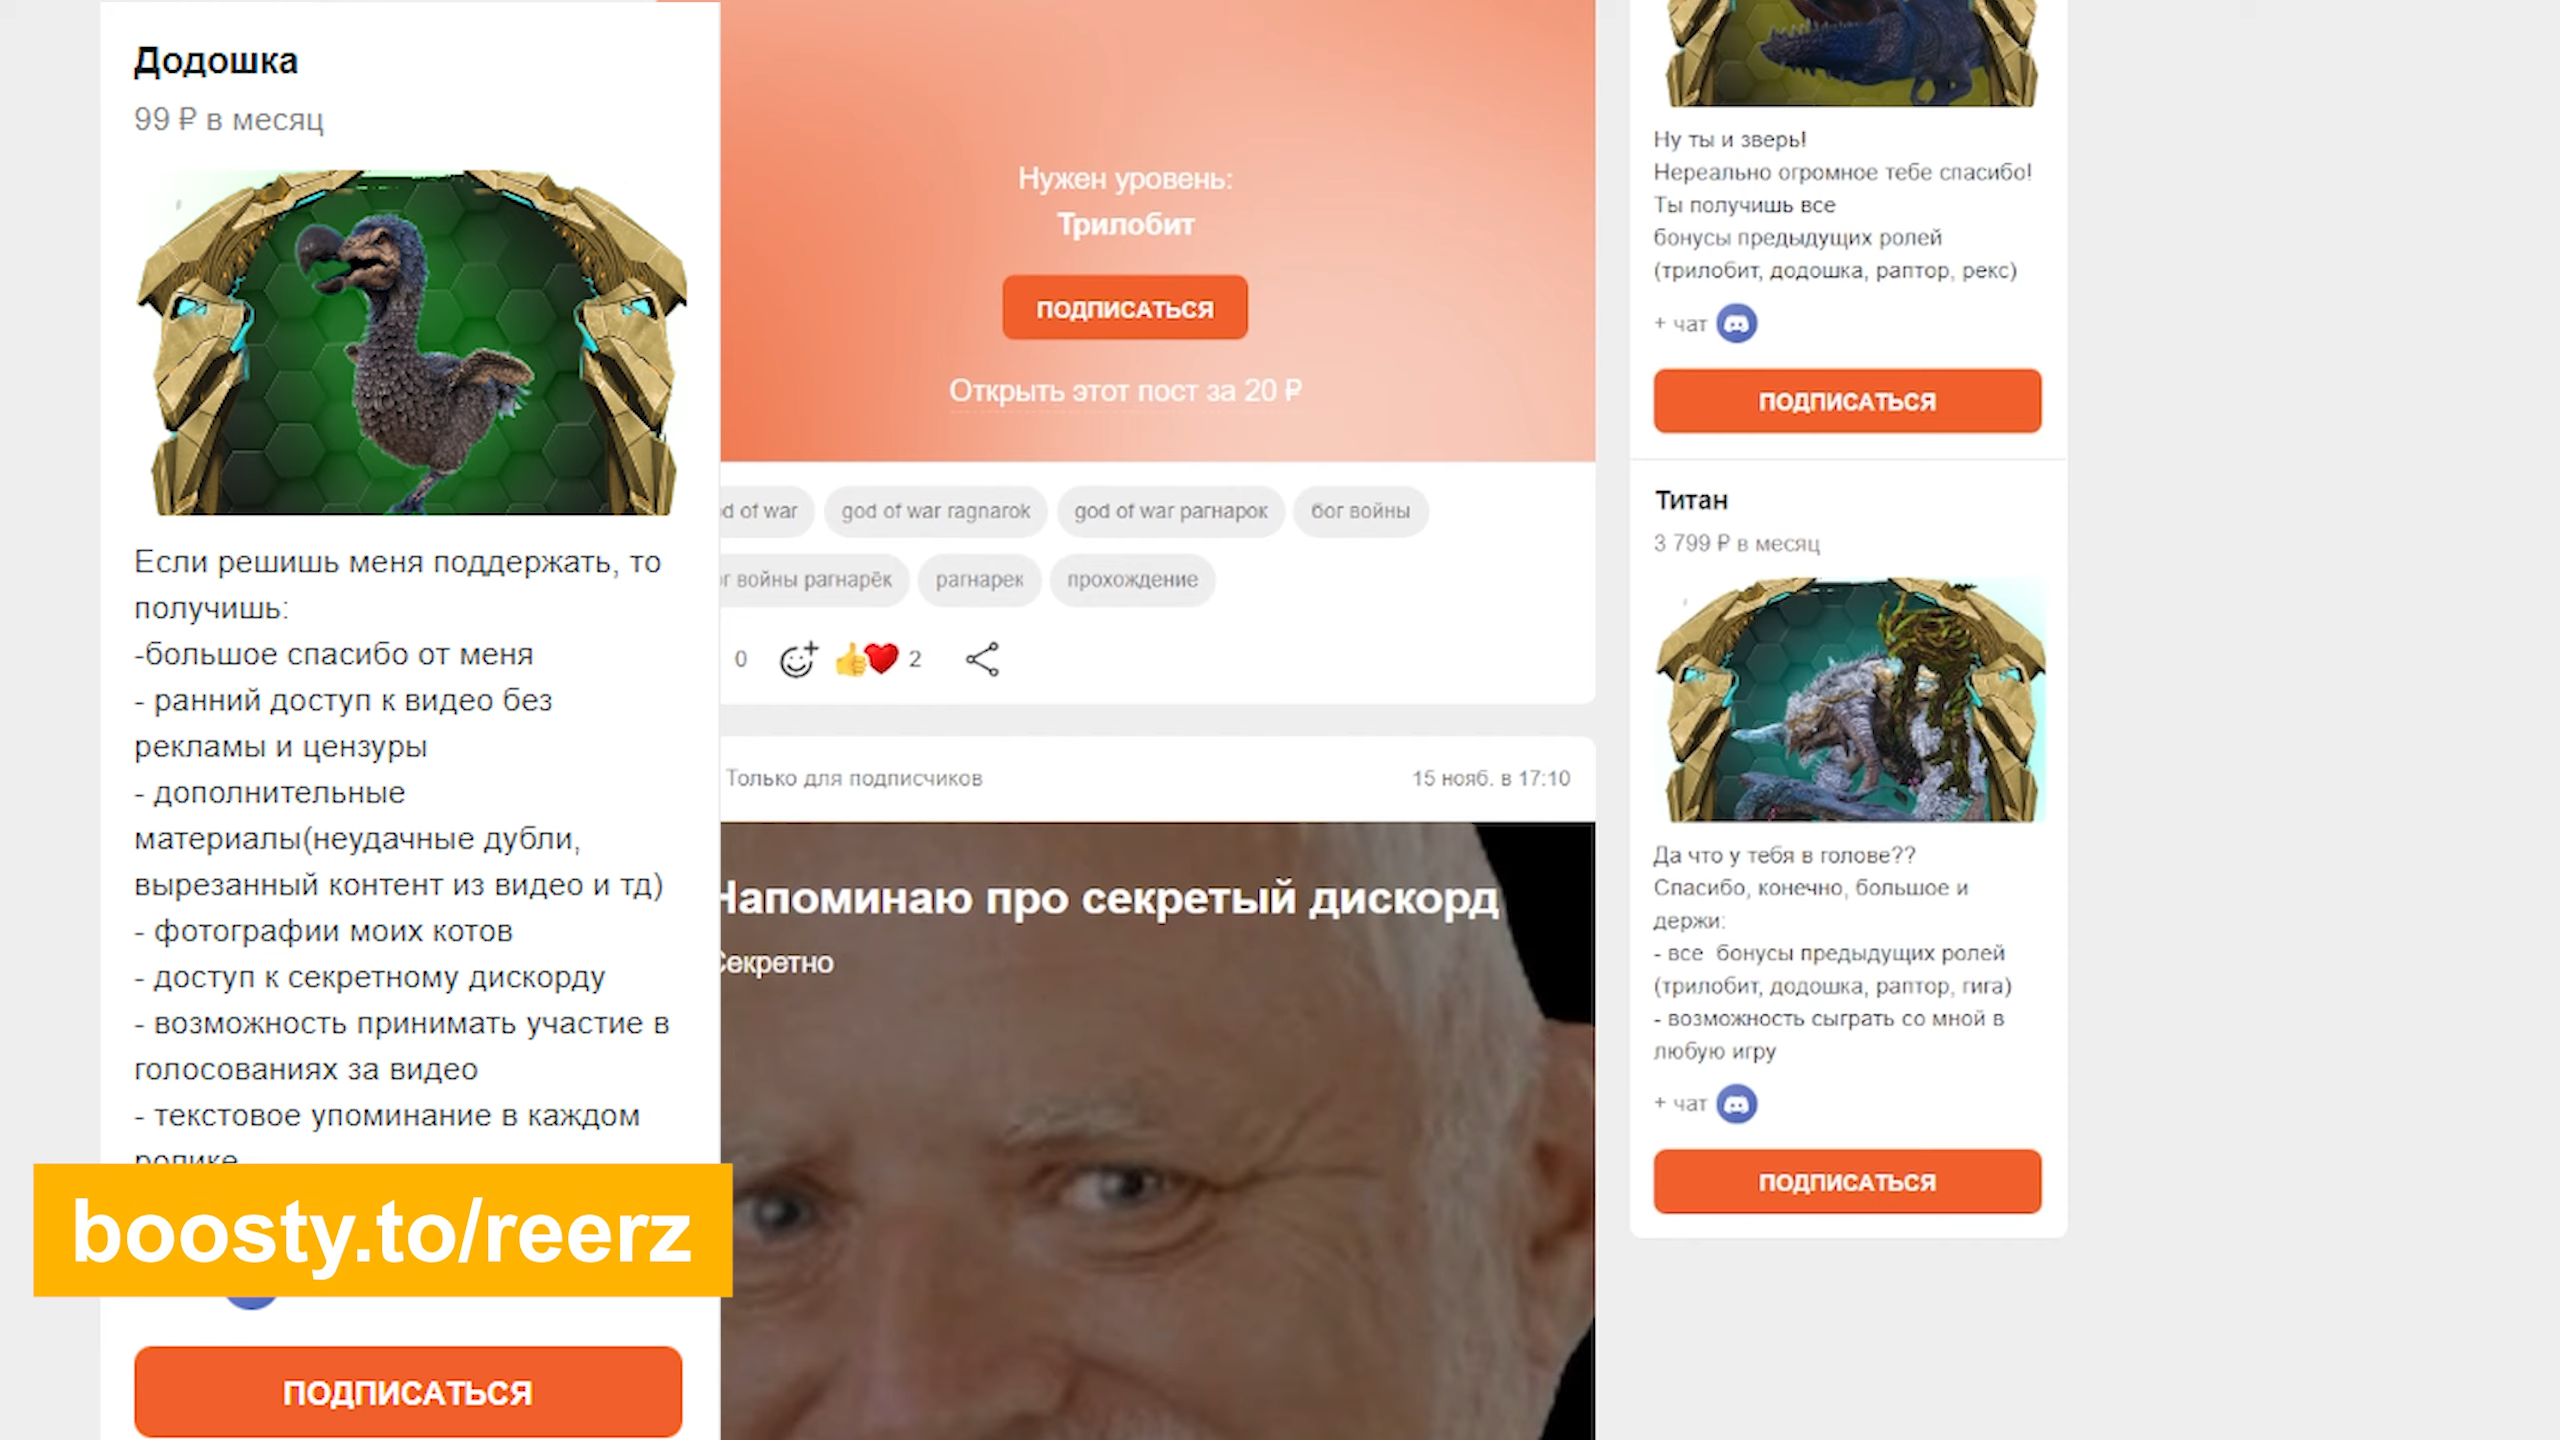 Додошка
99 ₽ в месяц
Если решишь меня поддержать, то
получишь:
-большое спасибо от меня
- ранний доступ к видео без
рекламы и цензуры
- дополнительные
материалы(неудачные дубли,
вырезанный контент из видео и тд)
- фотографии моих котов
- доступ к секретному дискорду
- возможность принимать участие в
голосованиях за видео
- текстовое упоминание в каждом
ролике
boosty.to/reerz
ПОДПИСАТЬСЯ
Нужен уровень:
Трилобит
ПОДПИСАТЬСЯ
Открыть этот пост за 20 ₽
d of war
god of war ragnarok
god of war рагнарок
бог войны
г войны рагнарёк
рагнарек
прохождение
0
2
Только для подписчиков
15 нояб. в 17:10
Напоминаю про секретый дискорд
Секретно
Ну ты и зверь!
Нереально огромное тебе спасибо!
Ты получишь все
бонусы предыдущих ролей
(трилобит, додошка, раптор, рекс)
+ чат
ПОДПИСАТЬСЯ
Титан
3 799 ₽ в месяц
Да что у тебя в голове??
Спасибо, конечно, большое и
держи:
- все  бонусы предыдущих ролей
(трилобит, додошка, раптор, гига)
- возможность сыграть со мной в
любую игру
+ чат
ПОДПИСАТЬСЯ